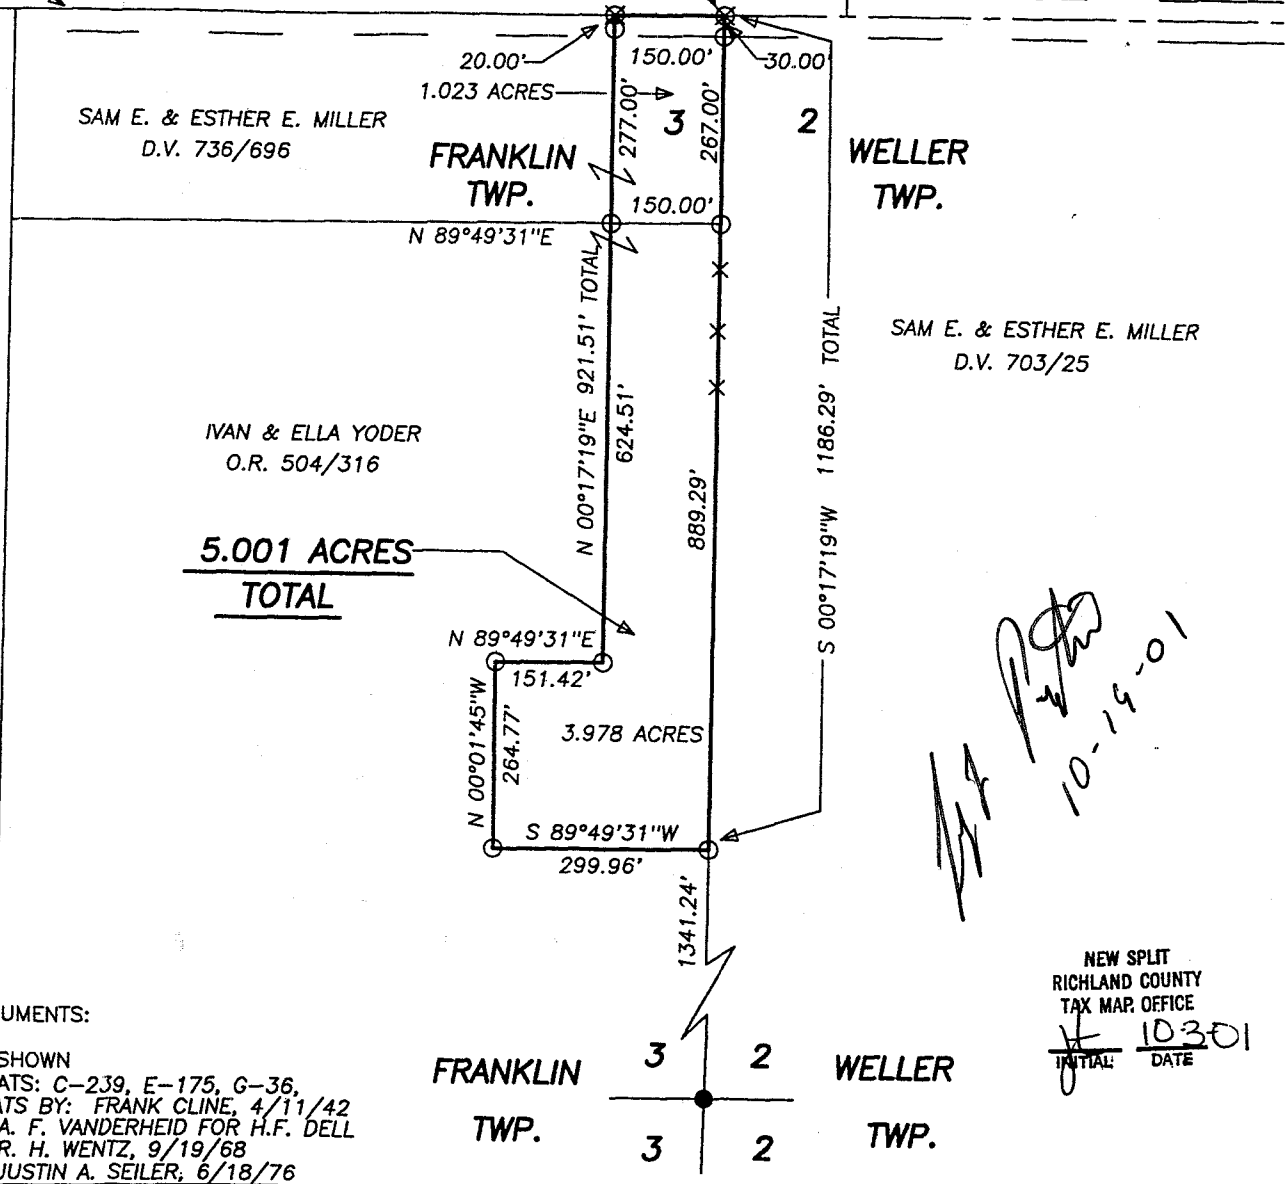 20.00'
150.00'
30.00'
1.023 ACRES
277.00'
267.00'
3
2
SAM E. & ESTHER E. MILLER
D.V. 736/696
FRANKLIN
TWP.
WELLER
TWP.
150.00'
N 89°49'31"E
N 00°17'19"E 921.51' TOTAL
624.51'
889.29'
S 00°17'19"W 1186.29' TOTAL
SAM E. & ESTHER E. MILLER
D.V. 703/25
IVAN & ELLA YODER
O.R. 504/316
5.001 ACRES
TOTAL
N 89°49'31"E
151.42'
N 00°01'45"W
264.77'
3.978 ACRES
S 89°49'31"W
299.96'
1341.24'
10-19-01
NEW SPLIT
RICHLAND COUNTY
TAX MAP. OFFICE
10301
INITIAL DATE
UMENTS:
SHOWN
ATS: C-239, E-175, G-36,
ATS BY: FRANK CLINE, 4/11/42
A. F. VANDERHEID FOR H.F. DELL
R. H. WENTZ, 9/19/68
JUSTIN A. SEILER, 6/18/76
FRANKLIN
TWP.
3
2
3
2
WELLER
TWP.